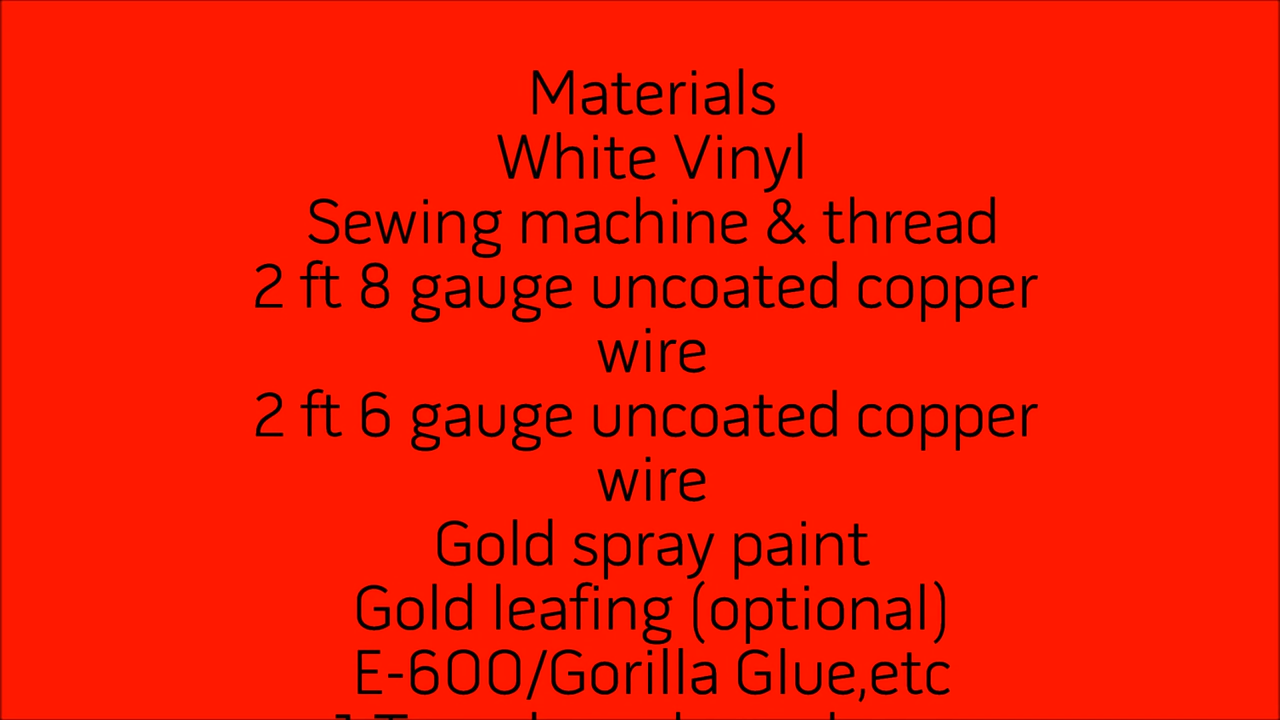 Materials
White Vinyl
Sewing machine & thread
2 ft 8 gauge uncoated copper
wire
2 ft 6 gauge uncoated copper
wire
Gold spray paint
Gold leafing (optional)
E-600/Gorilla Glue,etc